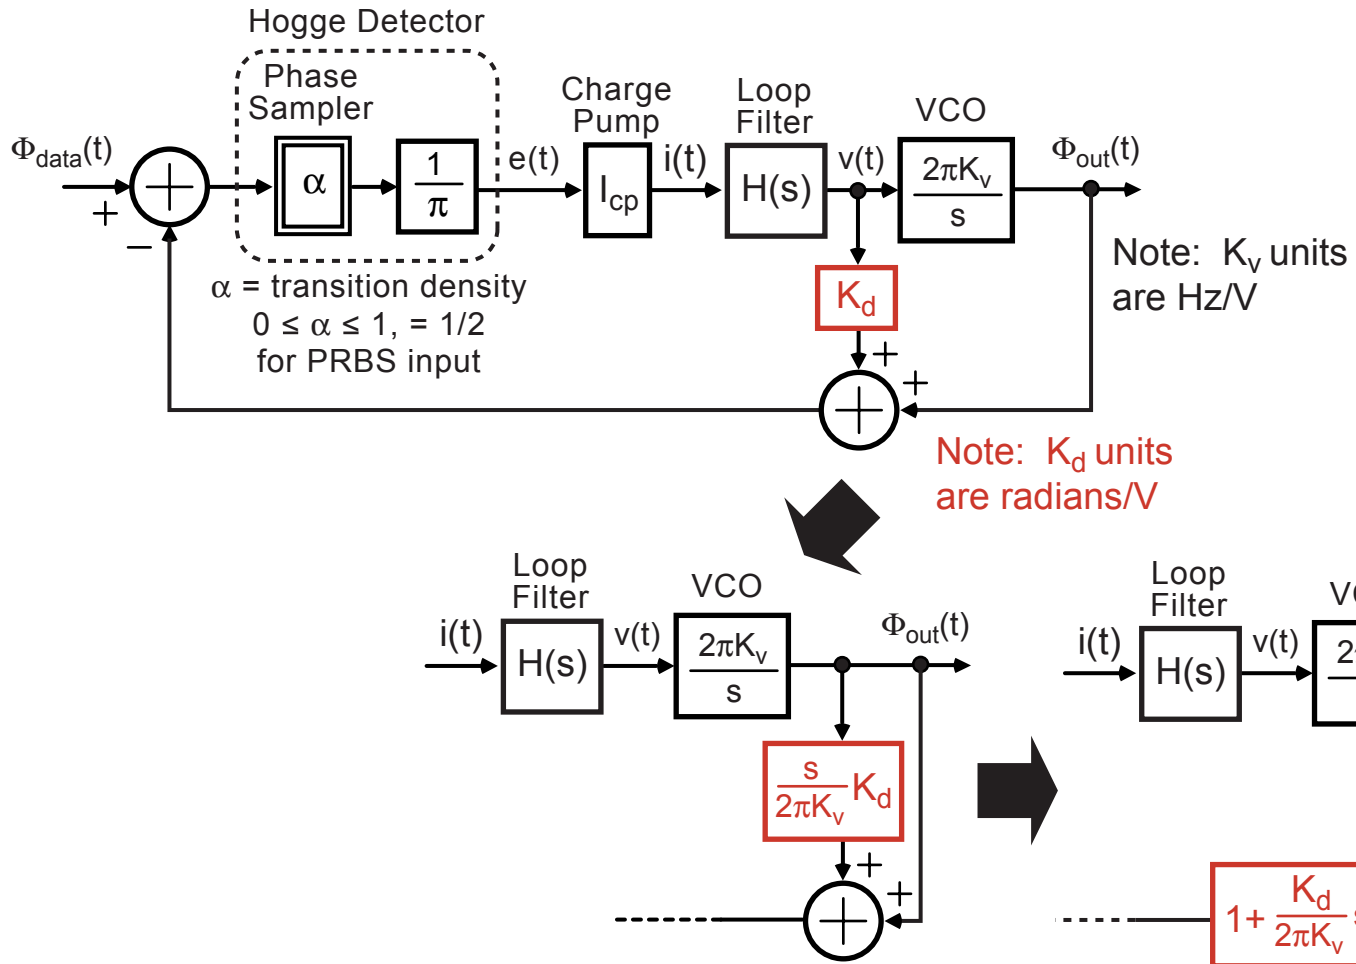 Hogge Detector
Phase
Sampler
Charge
Pump
Loop
Filter
VCO
Φdata(t)
+
−
α
1
π
e(t)
Icp
i(t)
H(s)
v(t)
2πKv
s
Φout(t)
Kd
+
+
α = transition density
0 ≤ α ≤ 1, = 1/2
for PRBS input
Note: Kv units
are Hz/V
Note: Kd units
are radians/V
Loop
Filter
VCO
i(t)
H(s)
v(t)
2πKv
s
Φout(t)
s
2πKv
Kd
+
+
Loop
Filter
i(t)
H(s)
v(t)
1+
Kd
2πKv